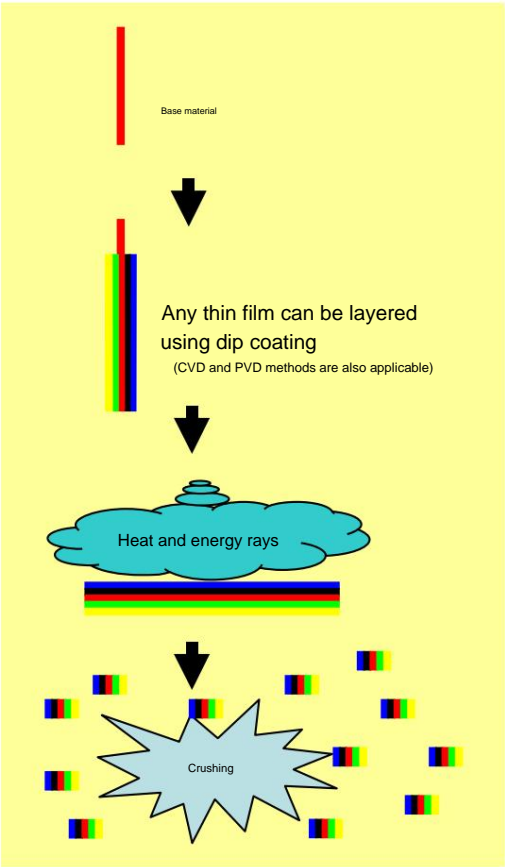 Base material
Any thin film can be layered
using dip coating
(CVD and PVD methods are also applicable)
Heat and energy rays
Crushing